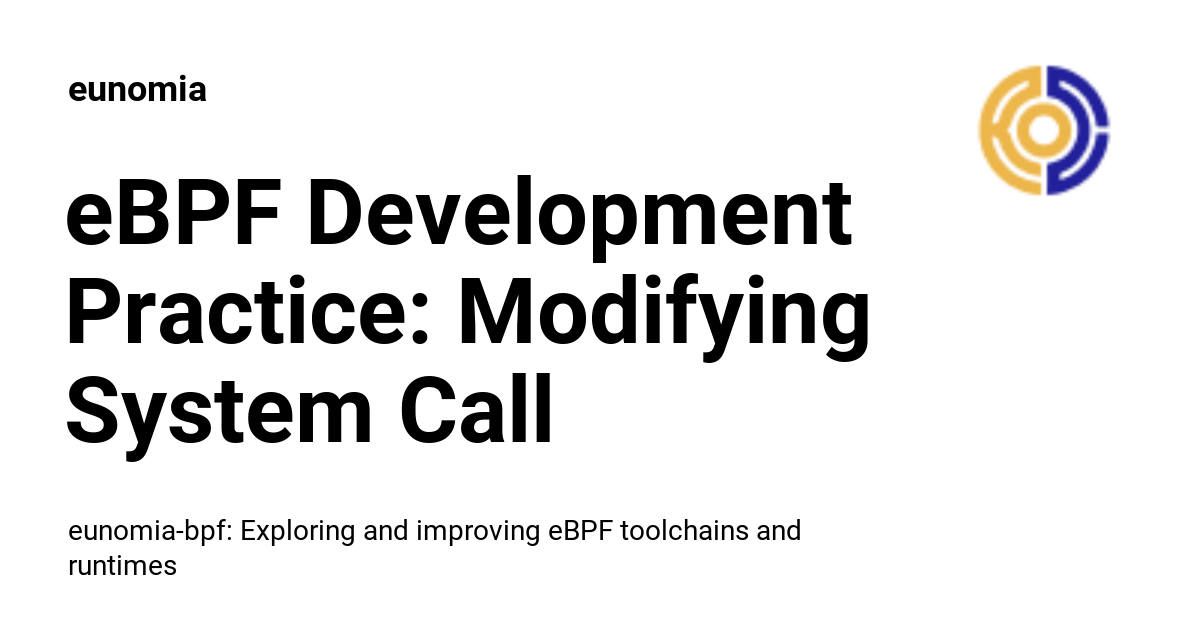 eunomia
eBPF Development
Practice: Modifying
System Call
eunomia-bpf: Exploring and improving eBPF toolchains and
runtimes